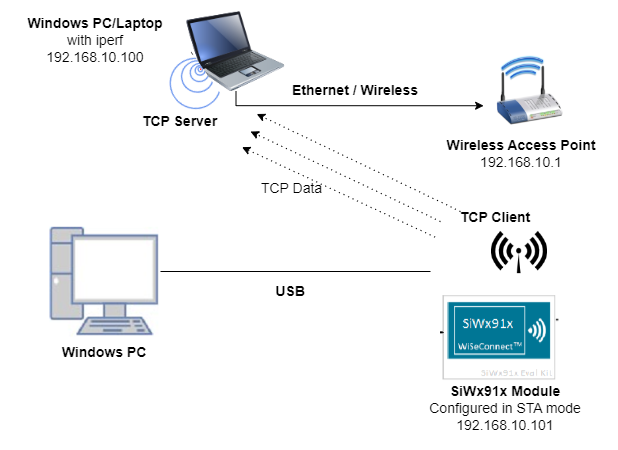 Windows PC/Laptop
with iperf
192.168.10.100
TCP Server
Ethernet / Wireless
Wireless Access Point
192.168.10.1
TCP Data
TCP Client
USB
Windows PC
SiWx91x
WiSeConnect™
SiWx91x Eval Kit
SiWx91x Module
Configured in STA mode
192.168.10.101